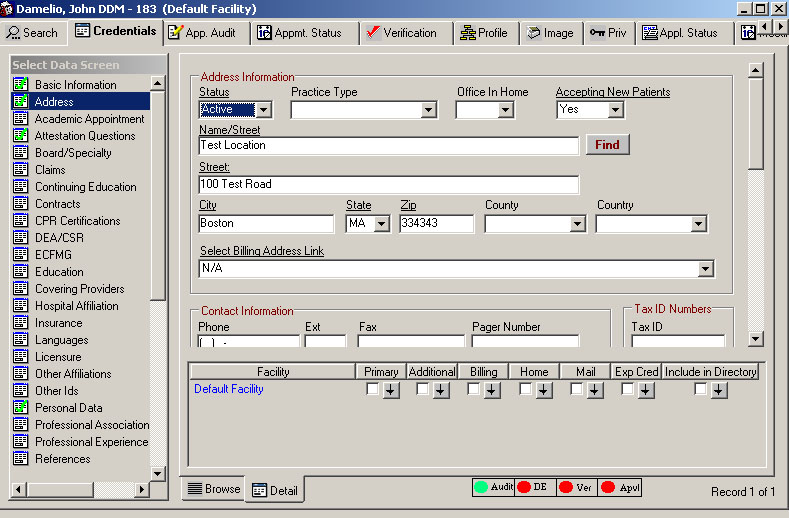 Damelio, John DDM - 183 (Default Facility)
Search Credentials App. Audit Appmt. Status Verification Profile Image Priv Appl. Status
Select Data Screen
Basic Information
Address
Academic Appointment
Attestation Questions
Board/Specialty
Claims
Continuing Education
Contracts
CPR Certifications
DEA/CSR
ECFMG
Education
Covering Providers
Hospital Affiliation
Insurance
Languages
Licensure
Other Affiliations
Other Ids
Personal Data
Professional Association
Professional Experience
References
Address Information
Status Practice Type Office In Home Accepting New Patients
Active Yes
Name/Street
Test Location Find
Street:
100 Test Road
City State Zip County Country
Boston MA 334343
Select Billing Address Link
N/A
Contact Information Tax ID Numbers
Phone Ext Fax Pager Number Tax ID
( ) -
Facility Primary Additional Billing Home Mail Exp Cred Include in Directory
Default Facility
Browse Detail Audit DE Ver Apvl Record 1 of 1